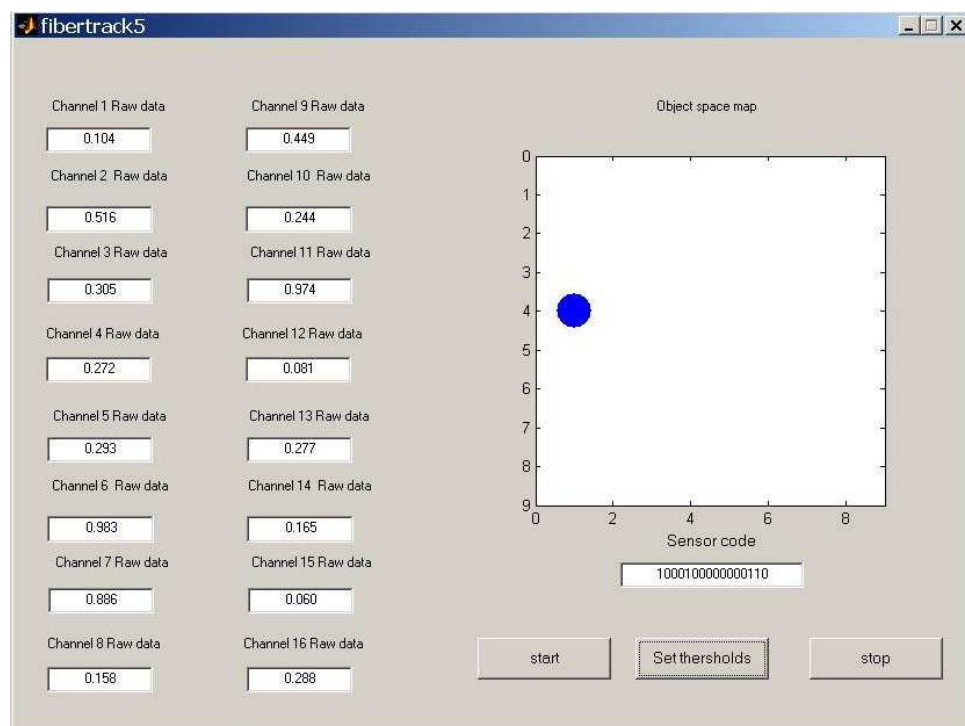 fibertrack5
Channel 1 Raw data
0.104
Channel 2 Raw data
0.516
Channel 3 Raw data
0.305
Channel 4 Raw data
0.272
Channel 5 Raw data
0.293
Channel 6 Raw data
0.983
Channel 7 Raw data
0.886
Channel 8 Raw data
0.158
Channel 9 Raw data
0.449
Channel 10 Raw data
0.244
Channel 11 Raw data
0.974
Channel 12 Raw data
0.081
Channel 13 Raw data
0.277
Channel 14 Raw data
0.165
Channel 15 Raw data
0.060
Channel 16 Raw data
0.288
Object space map
0
1
2
3
4
5
6
7
8
9
0 2 4 6 8
Sensor code
1000100000000110
start Set thersholds stop